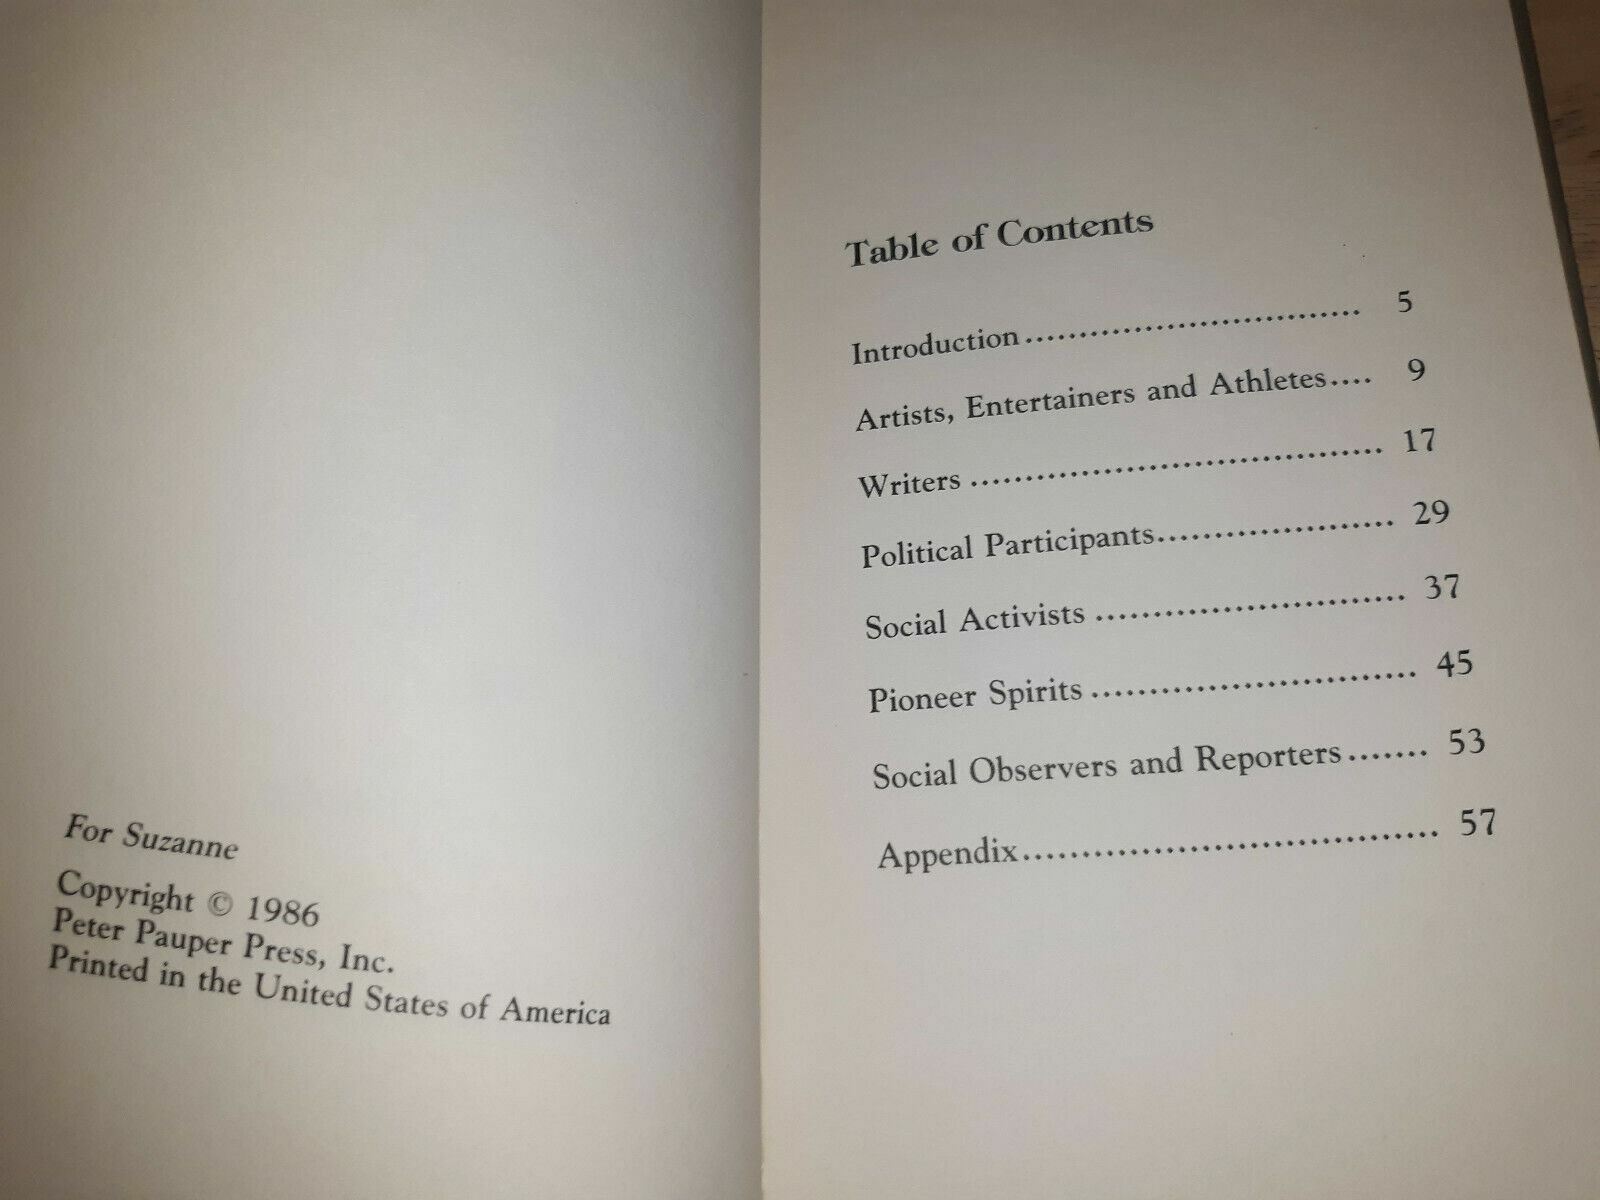 For Suzanne
Copyright © 1986
Peter Pauper Press, Inc.
Printed in the United States of America
Table of Contents
Introduction............................... 5
Artists, Entertainers and Athletes.... 9
Writers ...................................... 17
Political Participants..................... 29
Social Activists ........................... 37
Pioneer Spirits ............................ 45
Social Observers and Reporters....... 53
Appendix................................... 57